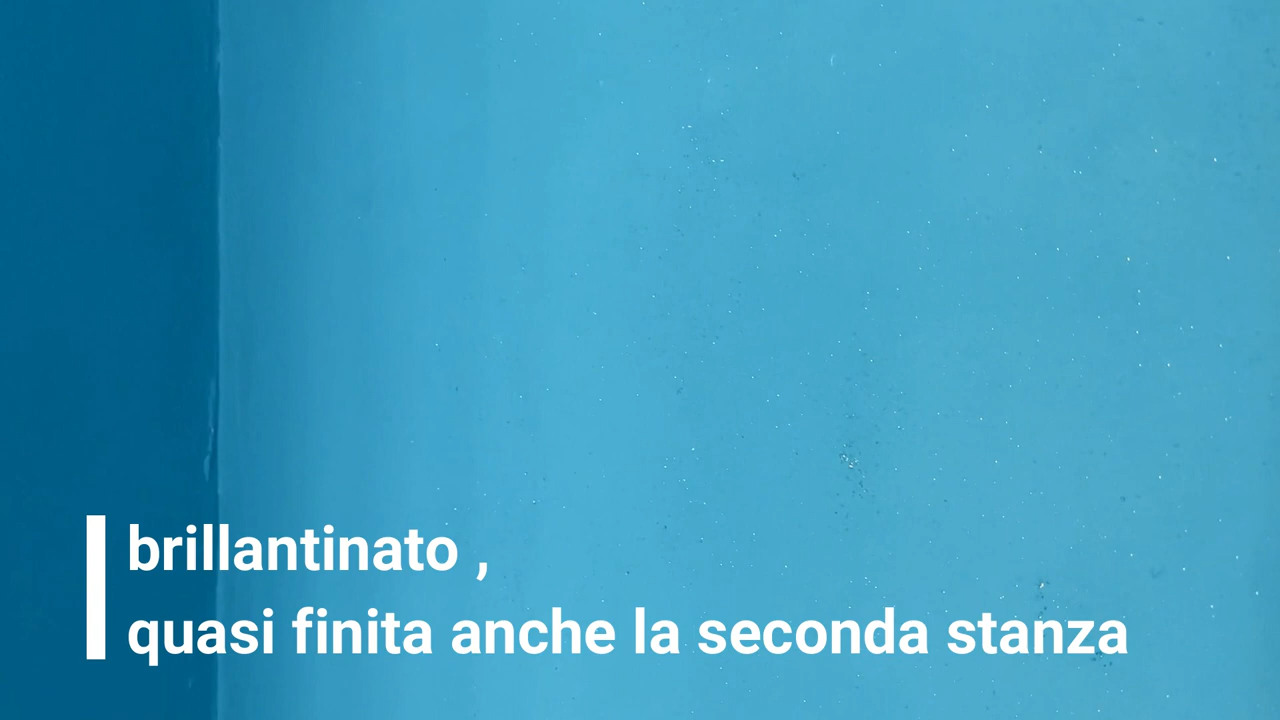 brillantinato ,
quasi finita anche la seconda stanza